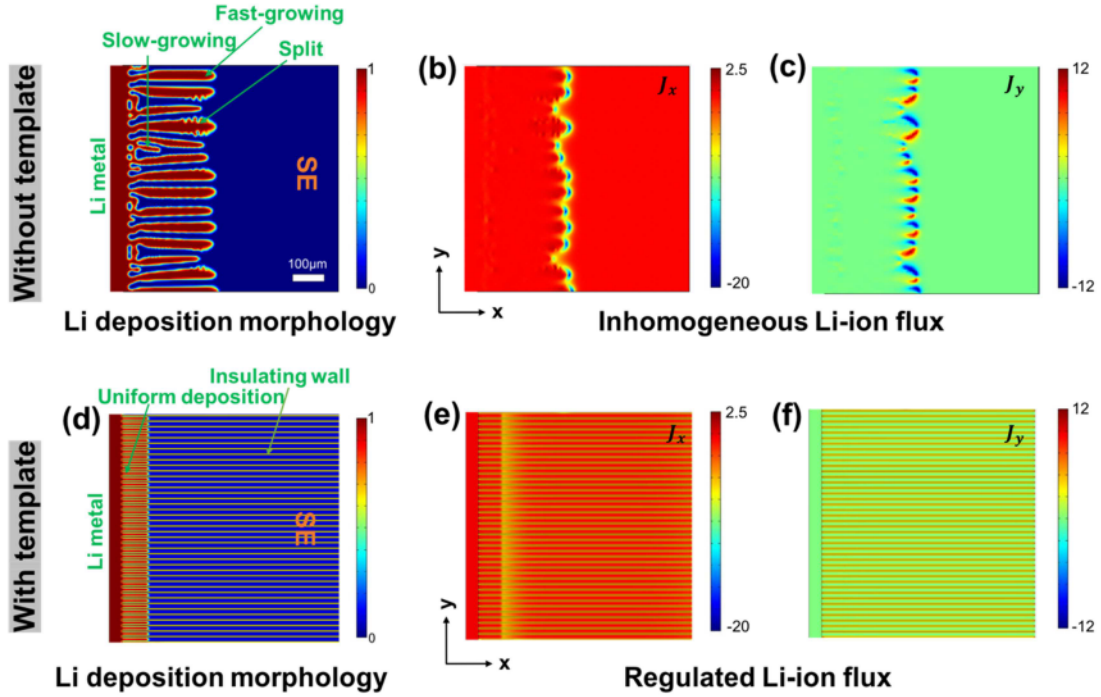 Without template
Fast-growing
Slow-growing
Split
Li metal
SE
100μm
1
0
Li deposition morphology
(b)
Jx
2.5
-20
y
x
(c)
Jy
12
-12
Inhomogeneous Li-ion flux
With template
(d)
Insulating wall
Uniform deposition
Li metal
SE
1
0
Li deposition morphology
(e)
Jx
2.5
-20
y
x
(f)
Jy
12
-12
Regulated Li-ion flux